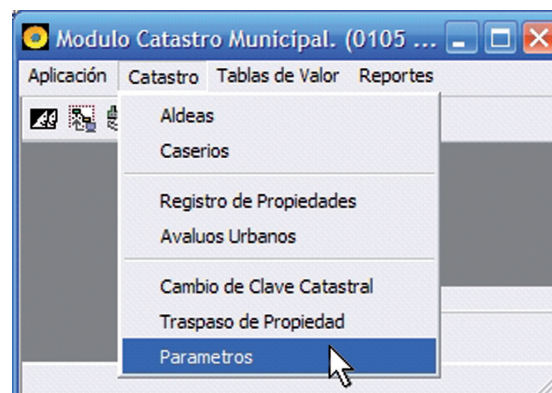 Modulo Catastro Municipal. (0105 ...
Aplicación Catastro Tablas de Valor Reportes
Aldeas
Caserios
Registro de Propiedades
Avaluos Urbanos
Cambio de Clave Catastral
Traspaso de Propiedad
Parametros